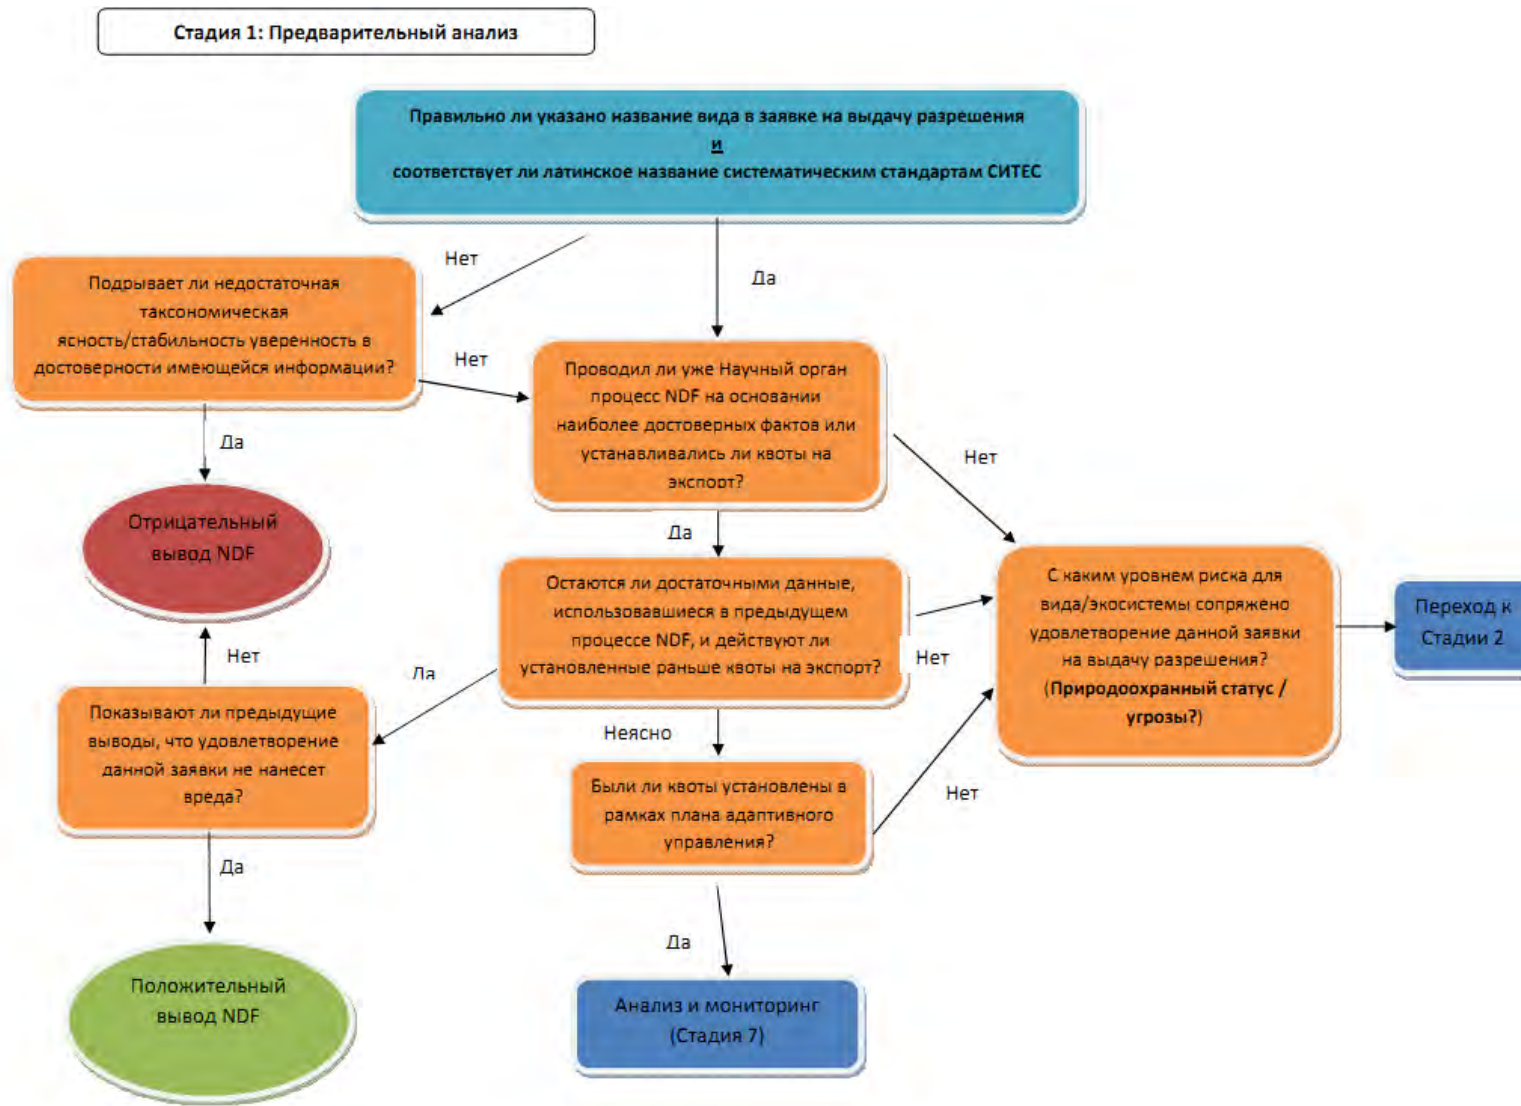 Стадия 1: Предварительный анализ
Правильно ли указано название вида в заявке на выдачу разрешения
и
соответствует ли латинское название систематическим стандартам СИТЕС
Нет
Да
Подрывает ли недостаточная
таксономическая
ясность/стабильность уверенность в
достоверности имеющейся информации?
Нет
Да
Проводил ли уже Научный орган
процесс NDF на основании
наиболее достоверных фактов или
устанавливались ли квоты на
экспорт?
Нет
Да
Отрицательный
вывод NDF
Остаются ли достаточными данные,
использовавшиеся в предыдущем
процессе NDF, и действуют ли
установленные раньше квоты на экспорт?
Нет
Да
Неясно
С каким уровнем риска для
вида/экосистемы сопряжено
удовлетворение данной заявки
на выдачу разрешения?
(Природоохранный статус /
угрозы?)
Переход к
Стадии 2
Нет
Показывают ли предыдущие
выводы, что удовлетворение
данной заявки не нанесет
вреда?
Да
Были ли квоты установлены в
рамках плана адаптивного
управления?
Нет
Да
Положительный
вывод NDF
Анализ и мониторинг
(Стадия 7)